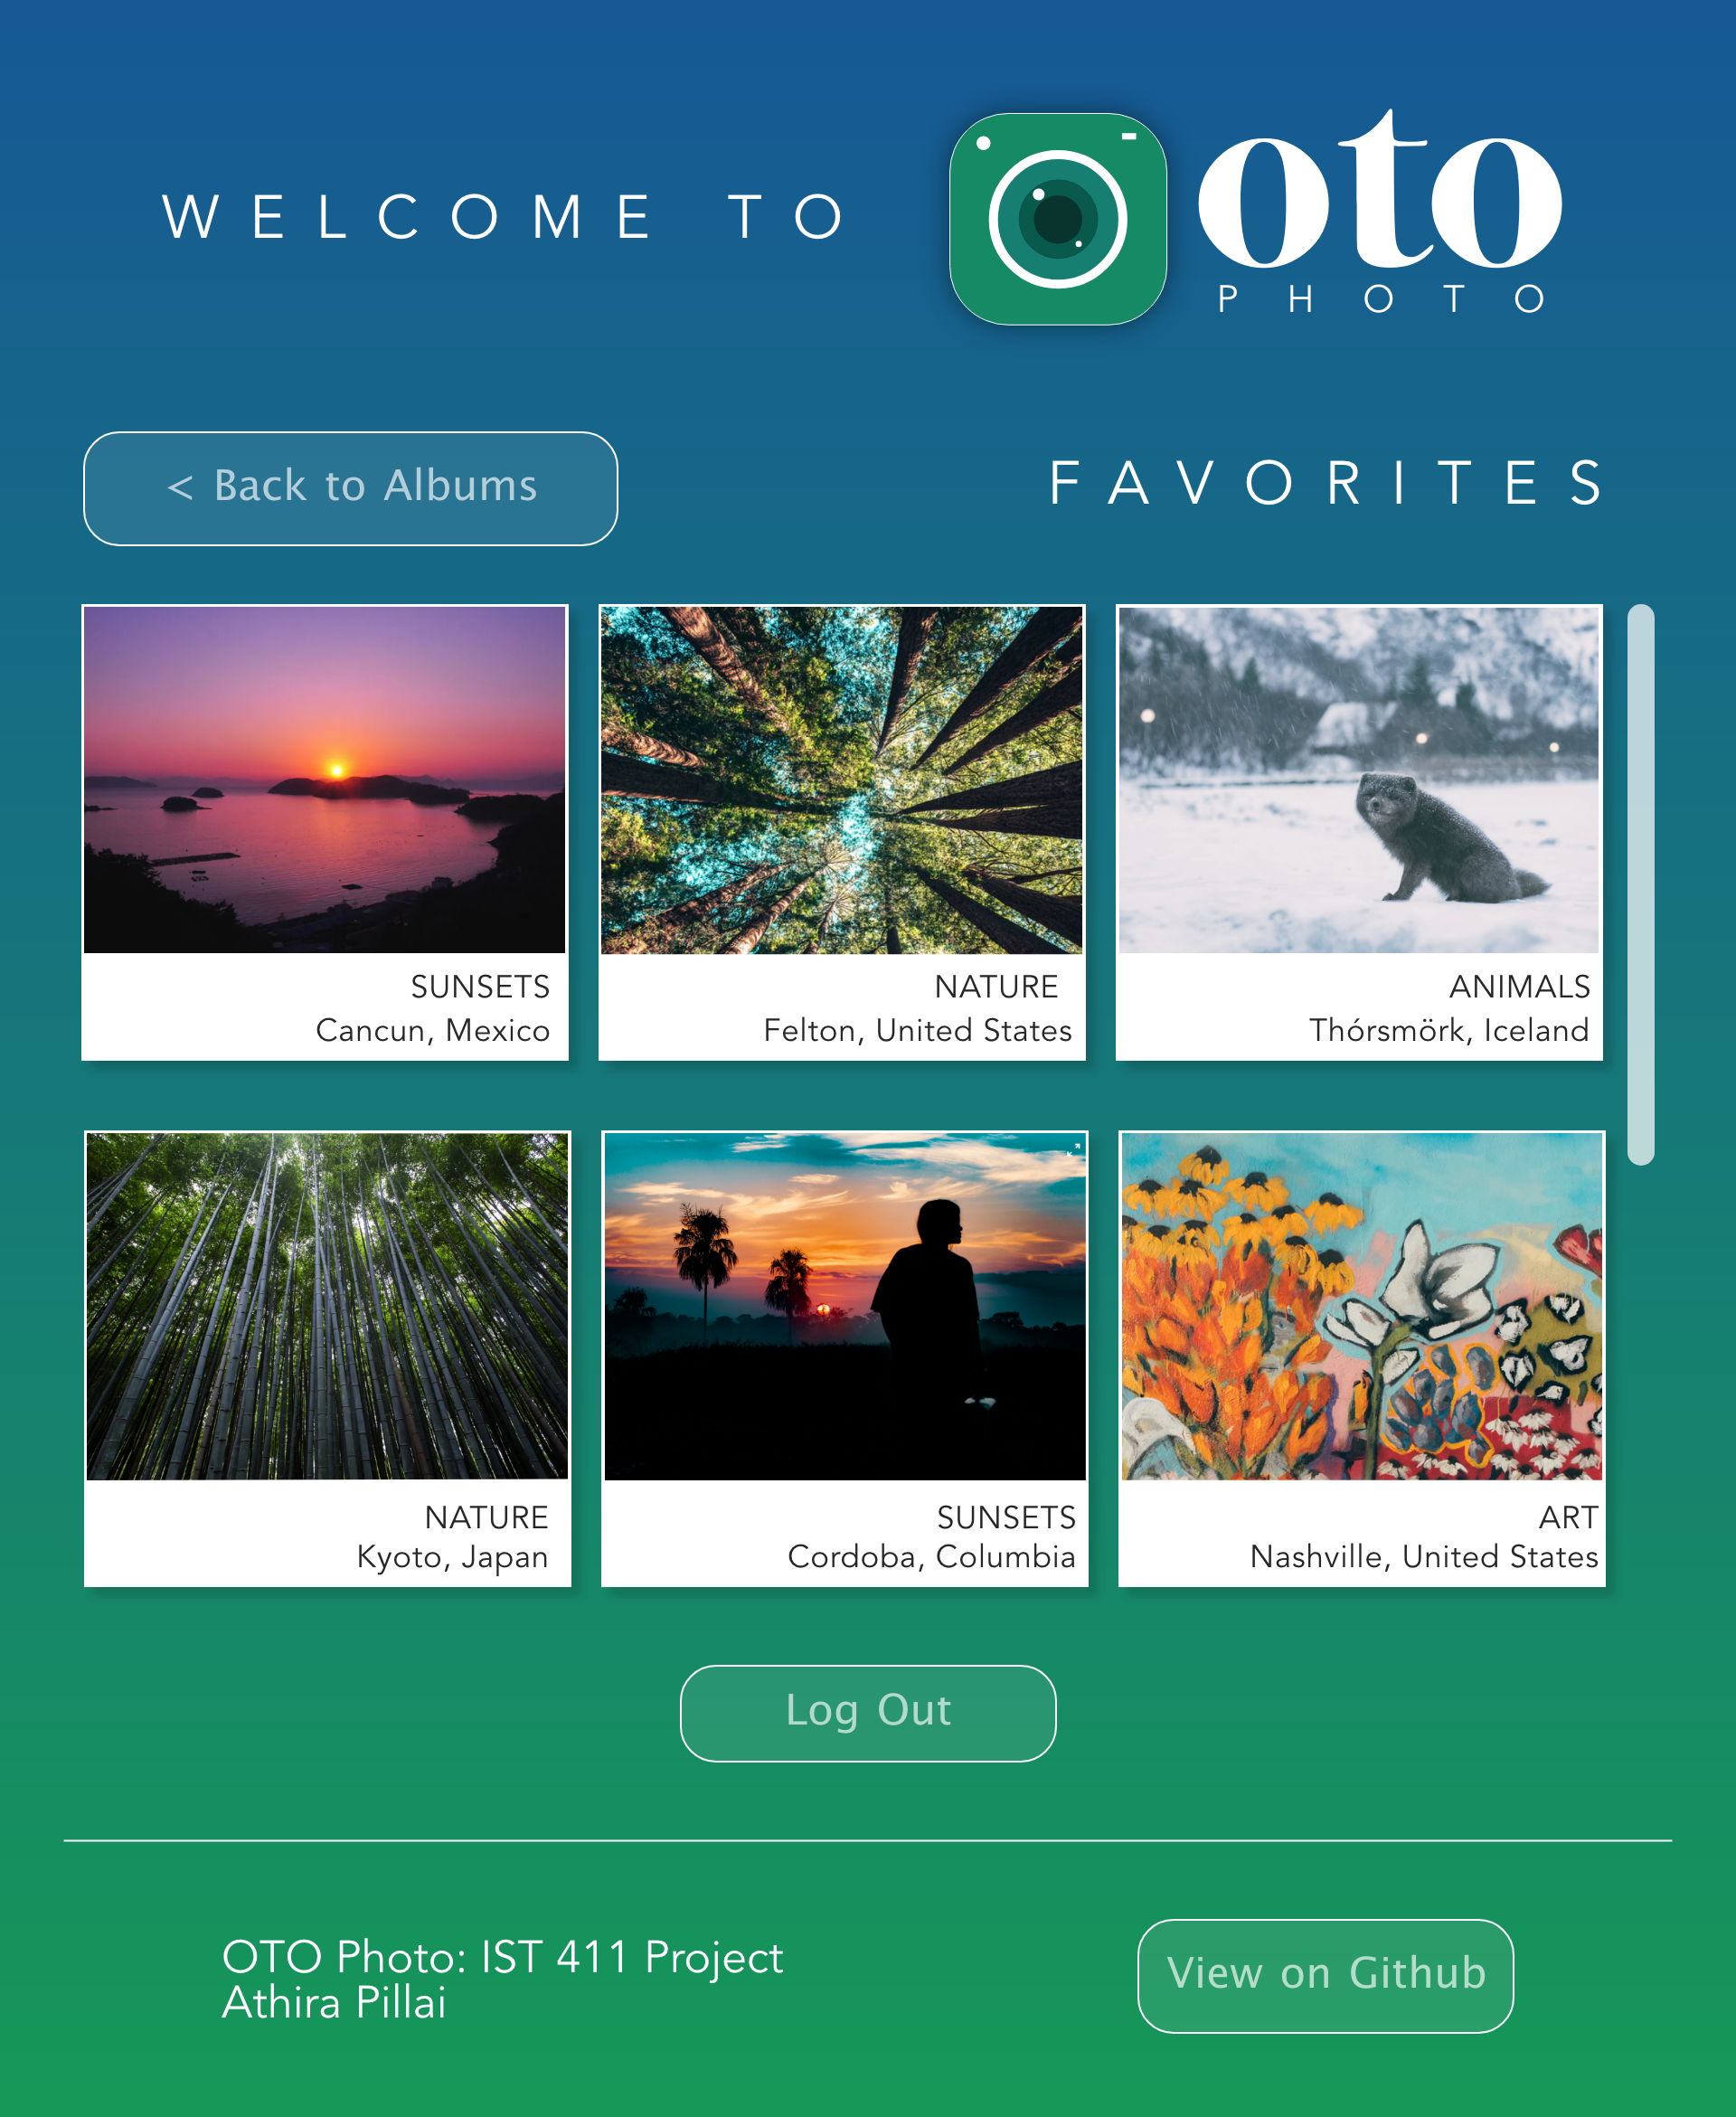 WELCOME TO
oto
PHOTO
< Back to Albums
FAVORITES
SUNSETS
Cancun, Mexico
NATURE
Felton, United States
ANIMALS
Thórsmörk, Iceland
NATURE
Kyoto, Japan
SUNSETS
Cordoba, Columbia
ART
Nashville, United States
Log Out
OTO Photo: IST 411 Project
Athira Pillai
View on Github